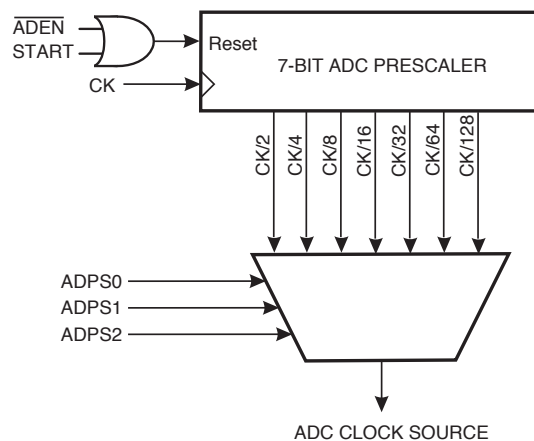 ADEN
START
Reset
7-BIT ADC PRESCALER
CK
CK/2
CK/4
CK/8
CK/16
CK/32
CK/64
CK/128
ADPS0
ADPS1
ADPS2
ADC CLOCK SOURCE